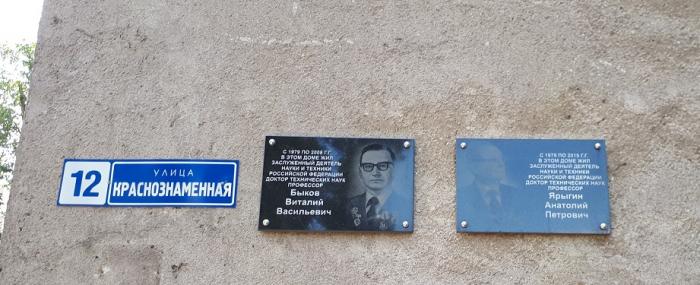 12
УЛИЦА
КРАСНОЗНАМЕННАЯ
С 1979 ПО 2009 Г.Г.
В ЭТОМ ДОМЕ ЖИЛ
ЗАСЛУЖЕННЫЙ ДЕЯТЕЛЬ
НАУКИ И ТЕХНИКИ
РОССИЙСКОЙ ФЕДЕРАЦИИ
ДОКТОР ТЕХНИЧЕСКИХ НАУК
ПРОФЕССОР
Быков
Виталий
Васильевич
С 1979 ПО 2015 Г.Г.
В ЭТОМ ДОМЕ ЖИЛ
ЗАСЛУЖЕННЫЙ ДЕЯТЕЛЬ
НАУКИ И ТЕХНИКИ
РОССИЙСКОЙ ФЕДЕРАЦИИ
ДОКТОР ТЕХНИЧЕСКИХ НАУК
ПРОФЕССОР
Ярыгин
Анатолий
Петрович